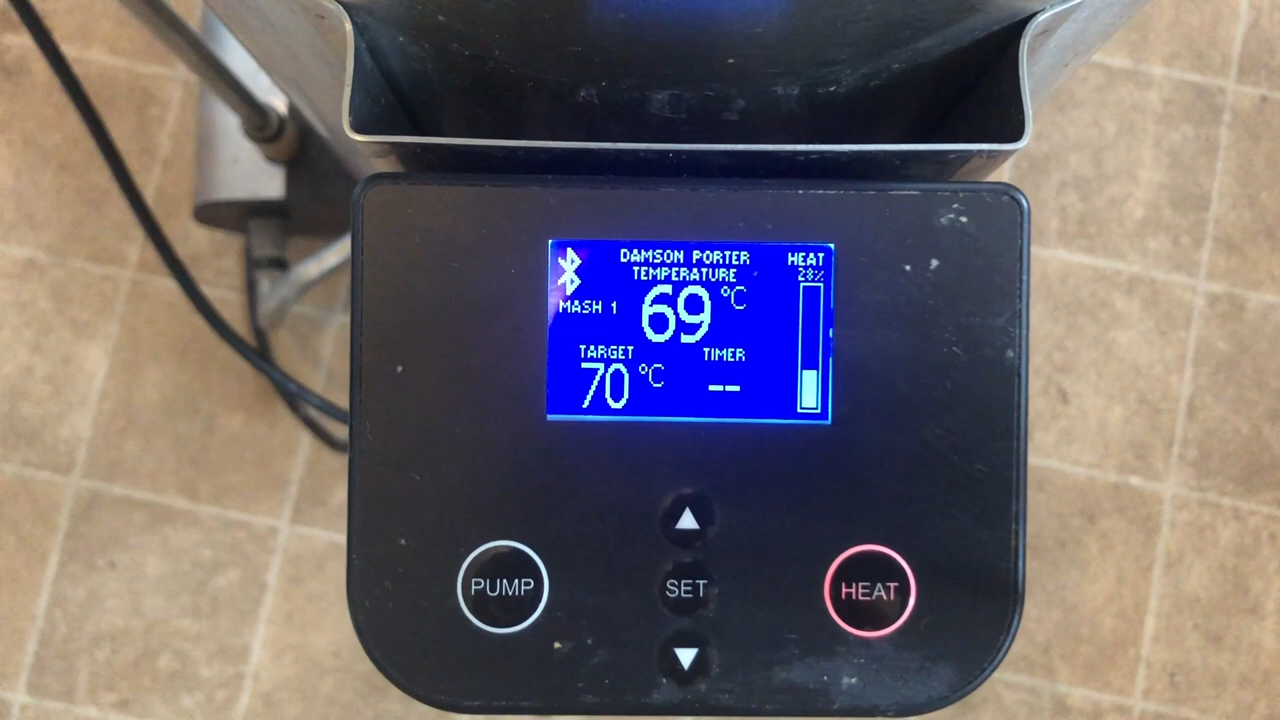 DAMSON PORTER
HEAT
TEMPERATURE
28%
MASH 1
69 °C
TARGET
TIMER
70 °C
--
PUMP
SET
HEAT